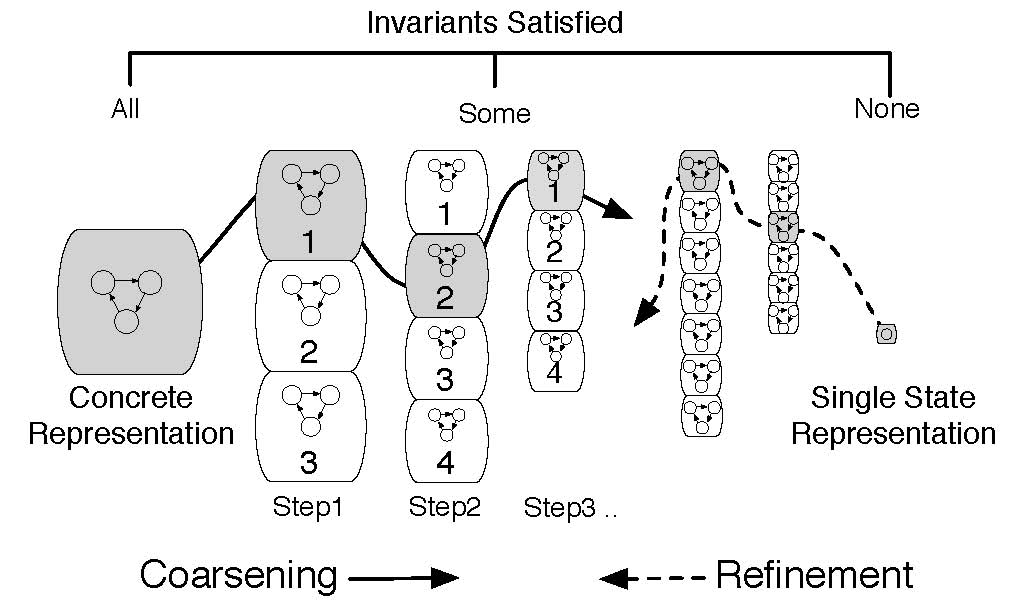 Invariants Satisfied
All
Some
None
1
2
3
1
2
3
4
1
2
3
4
Concrete
Representation
Single State
Representation
Step1
Step2
Step3 ..
Coarsening
Refinement